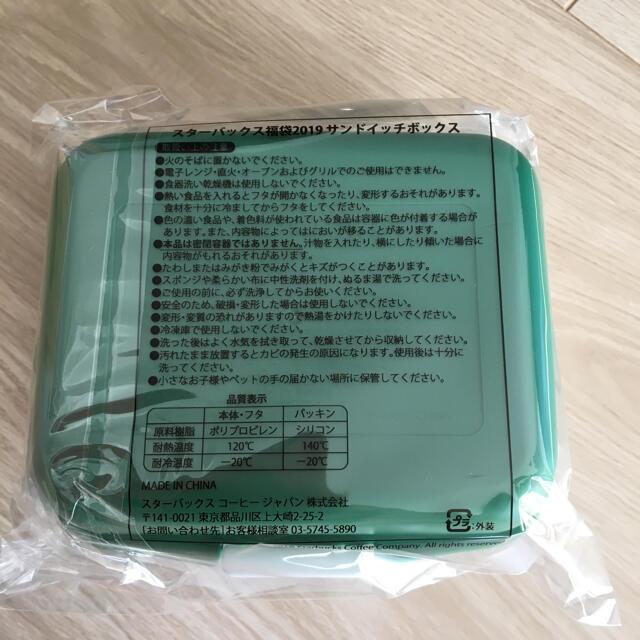 スターバックス福袋2019 サンドイッチボックス
取扱い上のご注意
●火のそばに置かないでください。
●電子レンジ・直火・オーブンおよびグリルでのご使用はできません。
●食器洗い乾燥機は使用しないでください。
●熱い食品を入れるとフタが開かなくなったり、変形するおそれがあります。
食材を十分に冷ましてからフタをしてください。
●色の濃い食品や、着色料が使われている食品は容器に色が付着する場合が
あります。また、内容物によってはにおいが移ることがあります。
●本品は密閉容器ではありません。汁物を入れたり、横にしたり傾いた場合に
内容物がもれるおそれがあります。
●たわしまたはみがき粉でみがくとキズがつくことがあります。
●スポンジや柔らかい布に中性洗剤を付け、ぬるま湯で洗ってください。
●ご使用の前に、必ず洗浄してからお使いください。
●安全のため、破損・変形した場合は使用しないでください。
●変形・変質の恐れがありますので熱湯をかけたりしないでください。
●冷凍庫で使用しないでください。
●洗った後はよく水気を拭き取って、乾燥させてから収納してください。
●汚れたまま放置するとカビの発生の原因になります。使用後は十分に
洗ってください。
●小さなお子様やペットの手の届かない場所に保管してください。
品質表示
本体・フタ パッキン
原料樹脂 ポリプロピレン シリコン
耐熱温度 120℃ 140℃
耐冷温度 －20℃ －20℃
MADE IN CHINA
スターバックス コーヒー ジャパン 株式会社
〒141-0021 東京都品川区上大崎2-25-2
［お問い合わせ先］お客様相談室 03-5745-5890
プラ :外装
Starbucks Coffee Company. All rights reserved